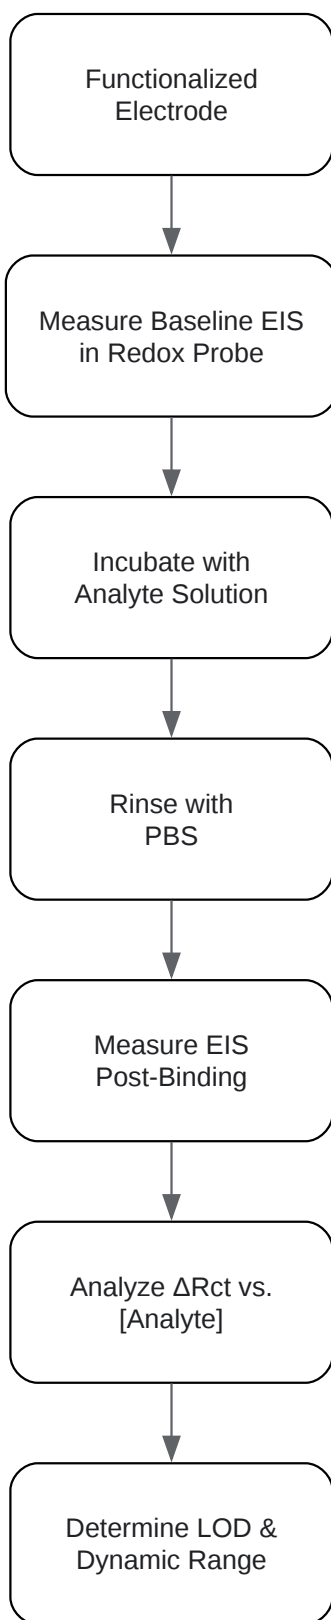 Functionalized
Electrode
Measure Baseline EIS
in Redox Probe
Incubate with
Analyte Solution
Rinse with
PBS
Measure EIS
Post-Binding
Analyze ΔRct vs.
[Analyte]
Determine LOD &
Dynamic Range